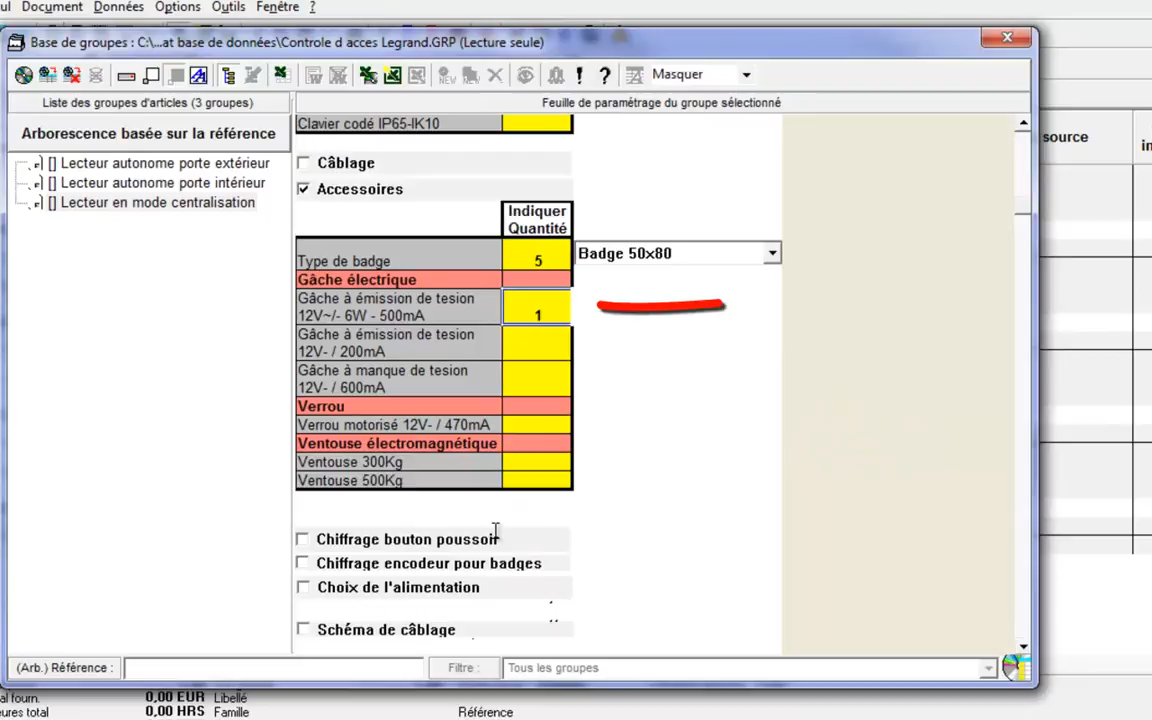 ul Document Données Options Outils Fenêtre ?
Base de groupes : C:\...at base de données\Controle d acces Legrand.GRP (Lecture seule)
Masquer
Liste des groupes d'articles (3 groupes)
Feuille de paramétrage du groupe sélectionné
Arborescence basée sur la référence
[] Lecteur autonome porte extérieur
[] Lecteur autonome porte intérieur
[] Lecteur en mode centralisation
Clavier codé IP65-IK10
Câblage
Accessoires
Indiquer
Quantité
Type de badge 5 Badge 50x80
Gâche électrique
Gâche à émission de tesion
12V~/- 6W - 500mA 1
Gâche à émission de tesion
12V- / 200mA
Gâche à manque de tesion
12V- / 600mA
Verrou
Verrou motorisé 12V- / 470mA
Ventouse électromagnétique
Ventouse 300Kg
Ventouse 500Kg
Chiffrage bouton poussoir
Chiffrage encodeur pour badges
Choix de l'alimentation
Schéma de câblage
(Arb.) Référence :
Filtre :
Tous les groupes
source
in
al fourn. 0,00 EUR Libellé
eures total 0,00 HRS Famille
Référence